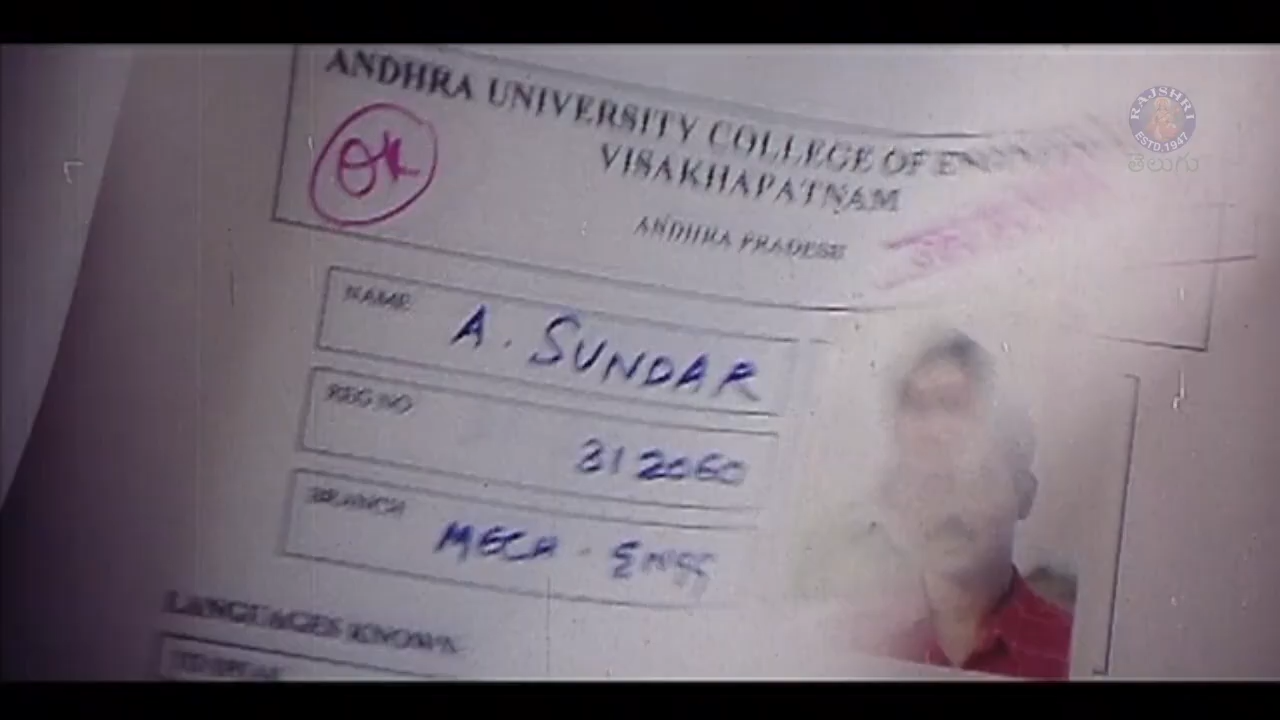 ANDHRA UNIVERSITY COLLEGE OF
VISAKHAPATNAM
ANDHRA PRADESH
Ok
RAJSHRI
ESTD.1947
తెలుగు
NAME
A. SUNDAR
REG NO
312060
BRANCH
MECH - ENGG
LANGUAGES KNOWN